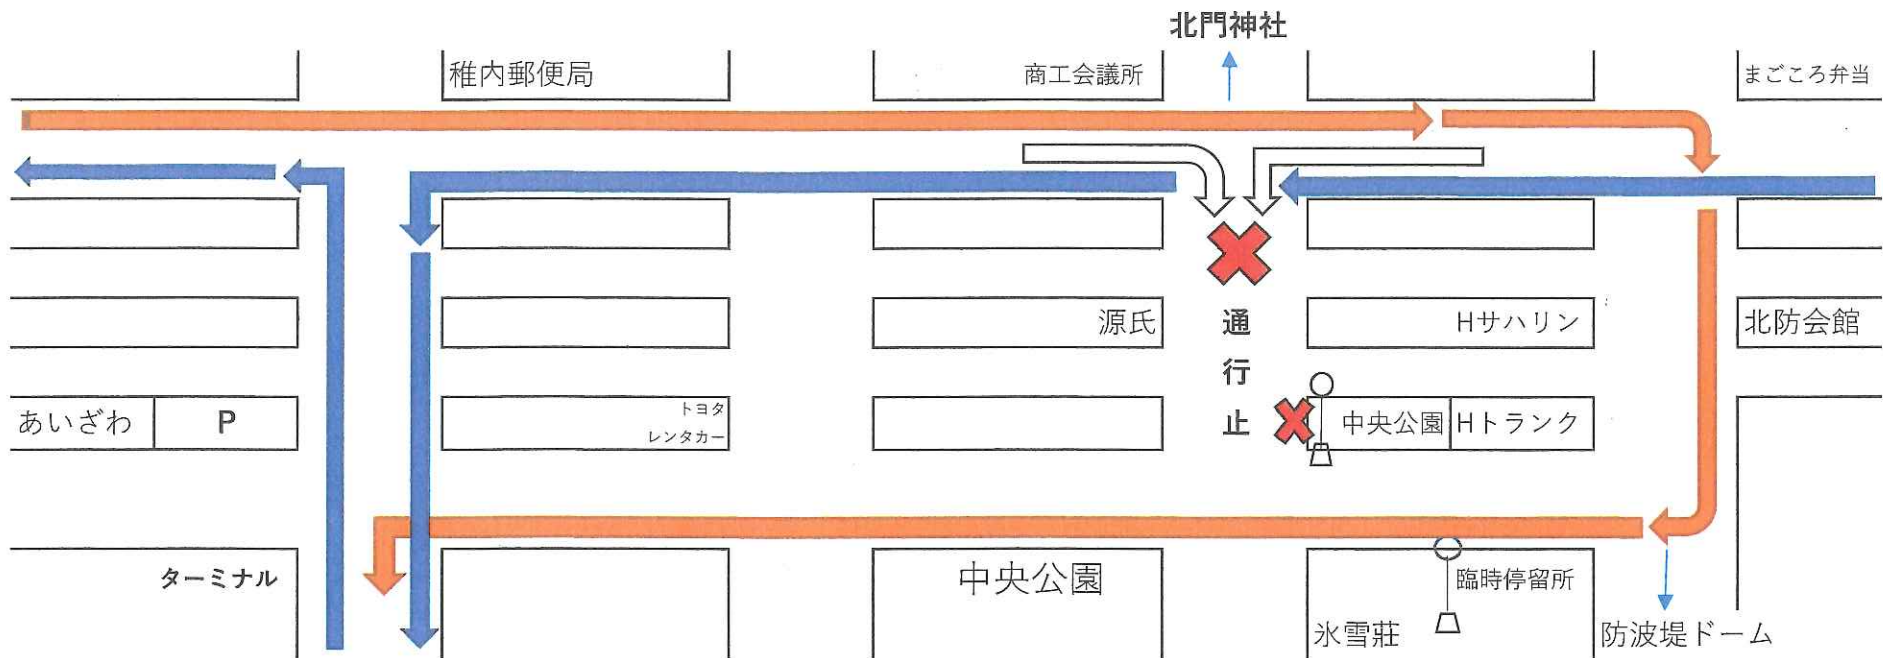 北門神社
稚内郵便局
商工会議所
まごころ弁当
源氏
通行止
Hサハリン
北防会館
あいざわ
P
トヨタ
レンタカー
中央公園
Hトランク
ターミナル
中央公園
臨時停留所
氷雪荘
防波堤ドーム